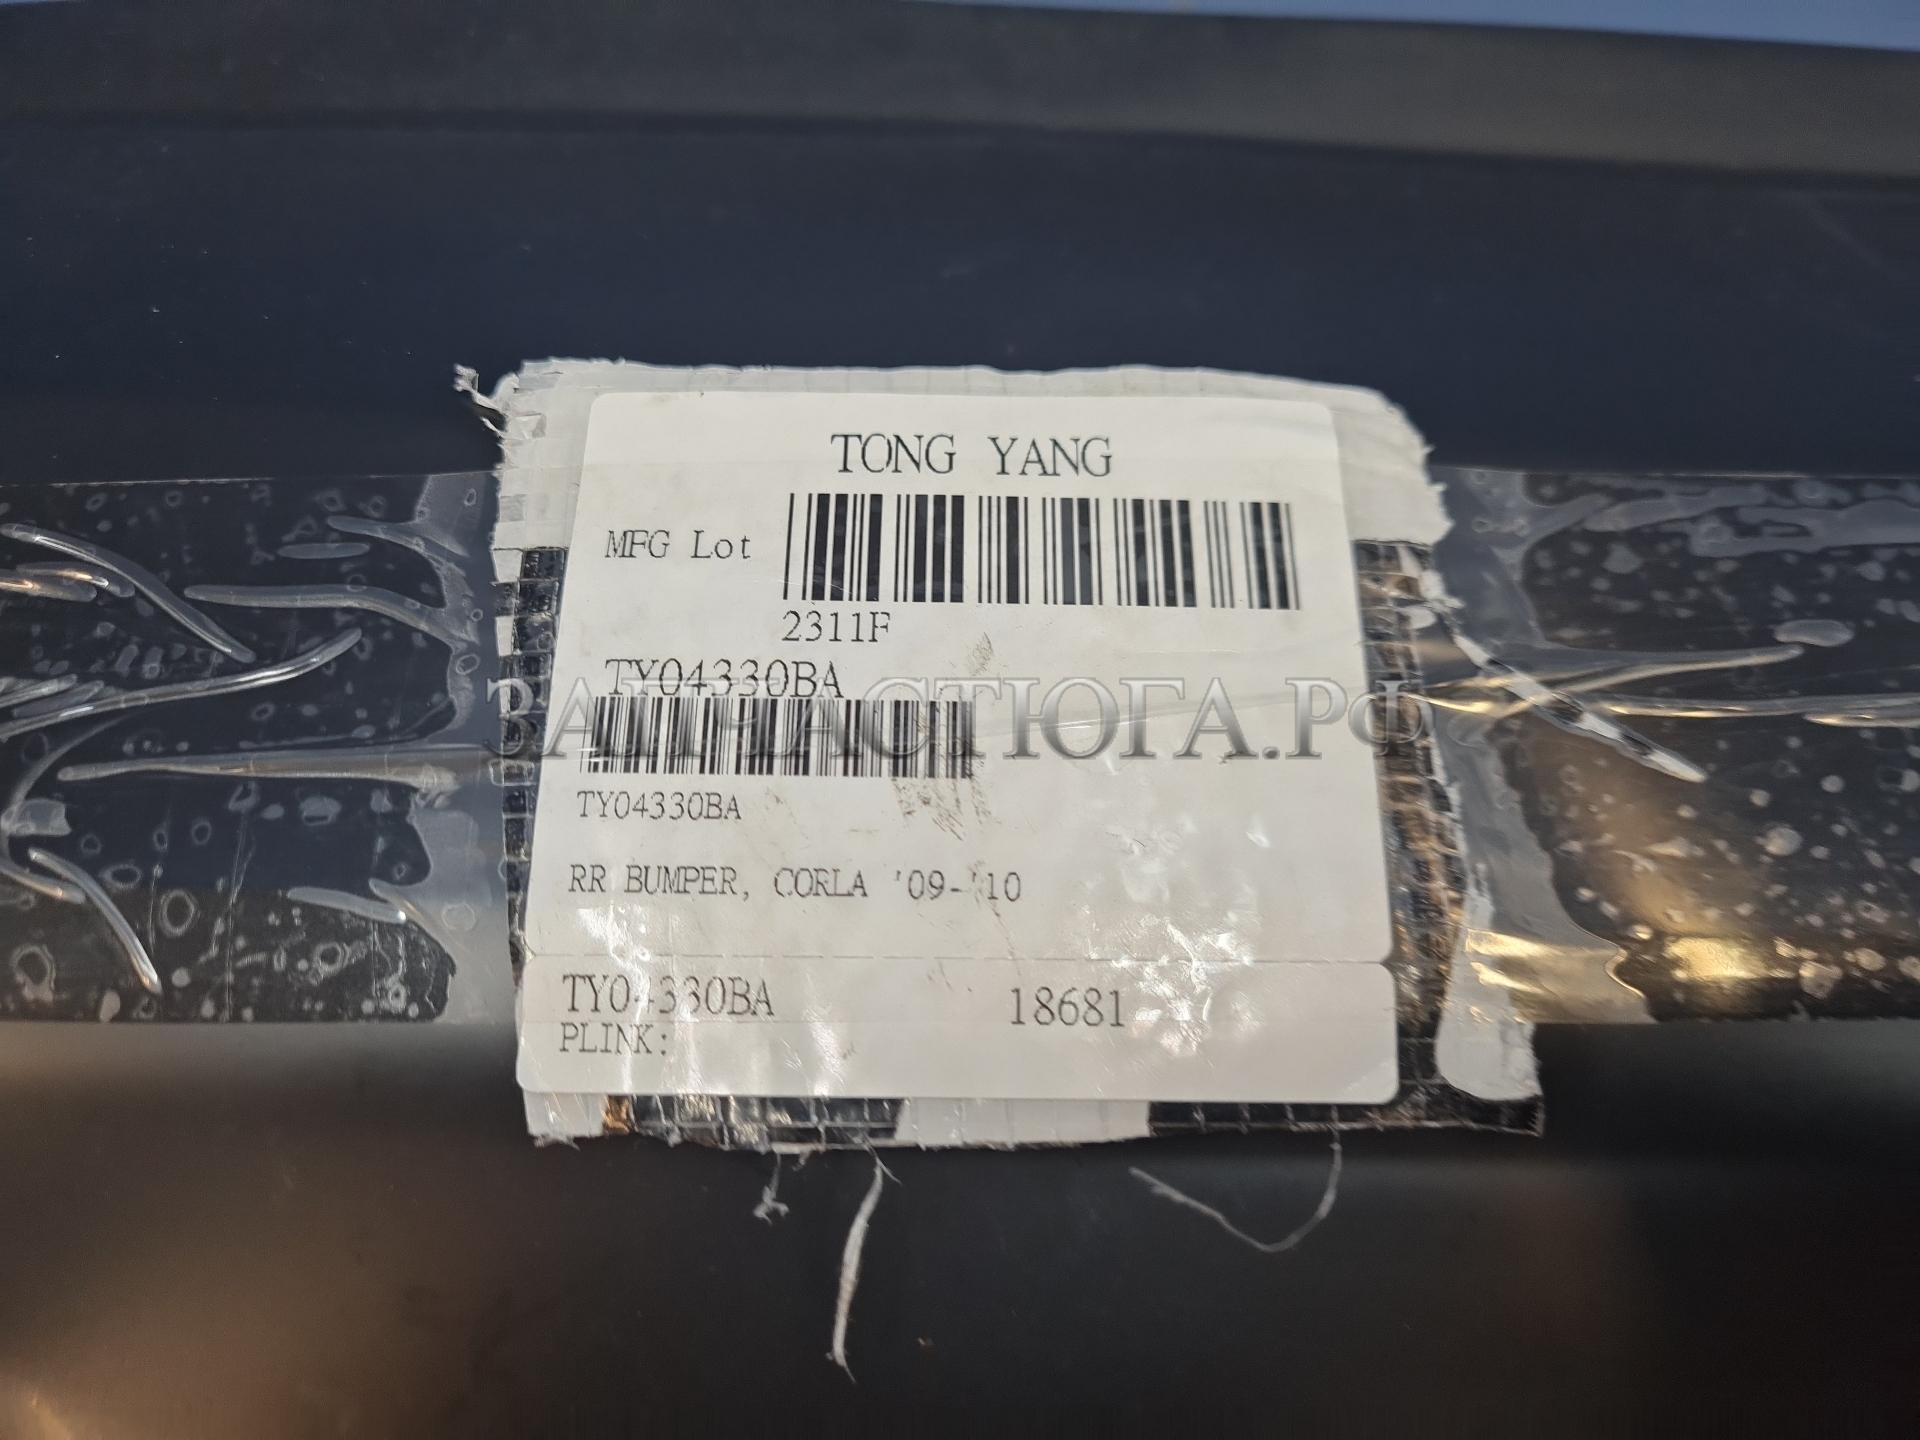 TONG YANG
MFG Lot
2311F
TY04330BA
ЗАПЧАСТЮГА.РФ
TY04330BA
RR BUMPER, CORLA '09-'10
TY04330BA 18681
PLINK: